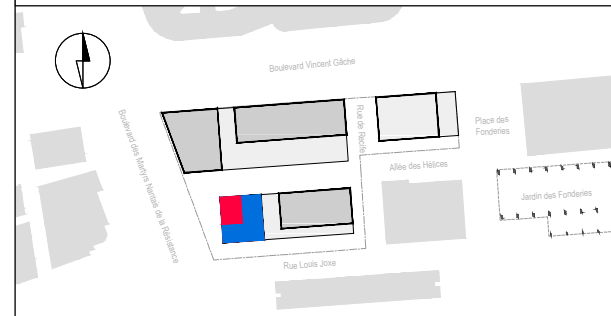 Boulevard Vincent Gâche
Boulevard des Martyrs Nantais de la Résistance
Rue de Récife
Place des
Fonderies
Allée des Hélices
Jardin des Fonderies
Rue Louis Joxe